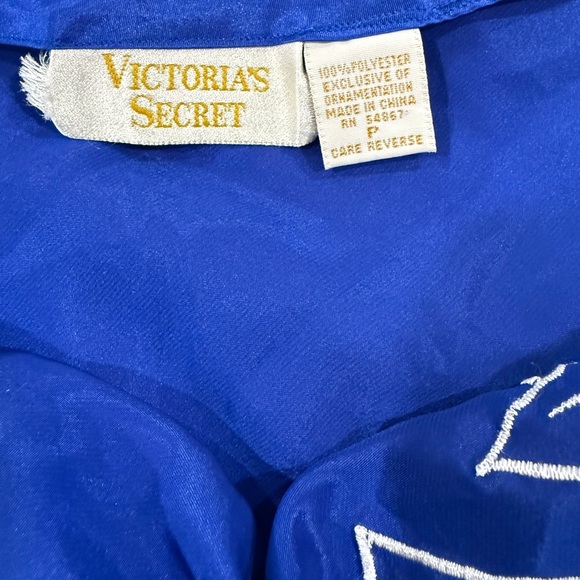 VICTORIA'S
SECRET
100% POLYESTER
EXCLUSIVE OF
ORNAMENTATION
MADE IN CHINA
RN 54867
P
CARE REVERSE